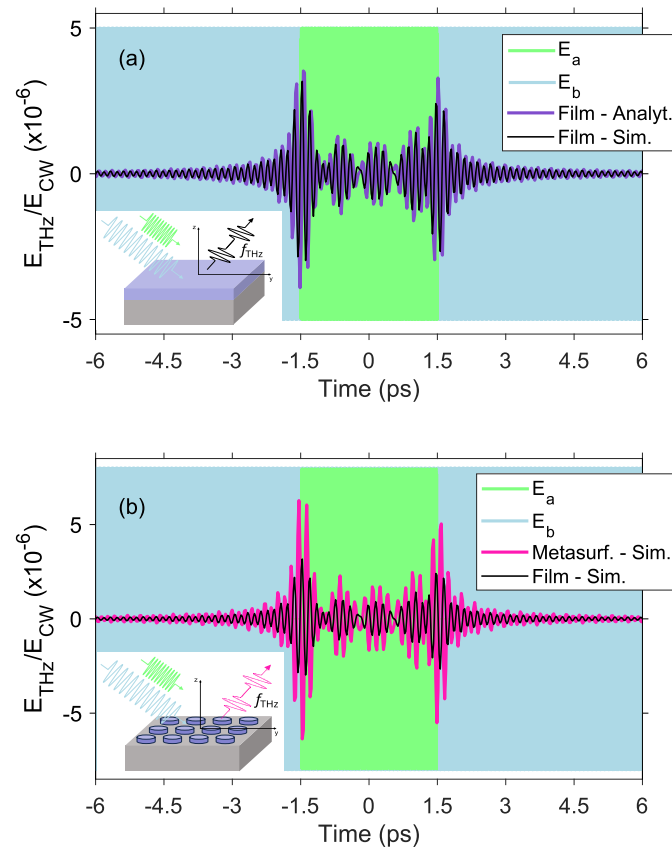 5
(a)
E_a
E_b
Film - Analyt.
Film - Sim.
E_THz/E_CW (x10^-6)
0
z
f_THz
y
-5
-6 -4.5 -3 -1.5 0 1.5 3 4.5 6
Time (ps)
(b)
E_a
E_b
Metasurf. - Sim.
Film - Sim.
5
E_THz/E_CW (x10^-6)
0
z
f_THz
y
-5
-6 -4.5 -3 -1.5 0 1.5 3 4.5 6
Time (ps)